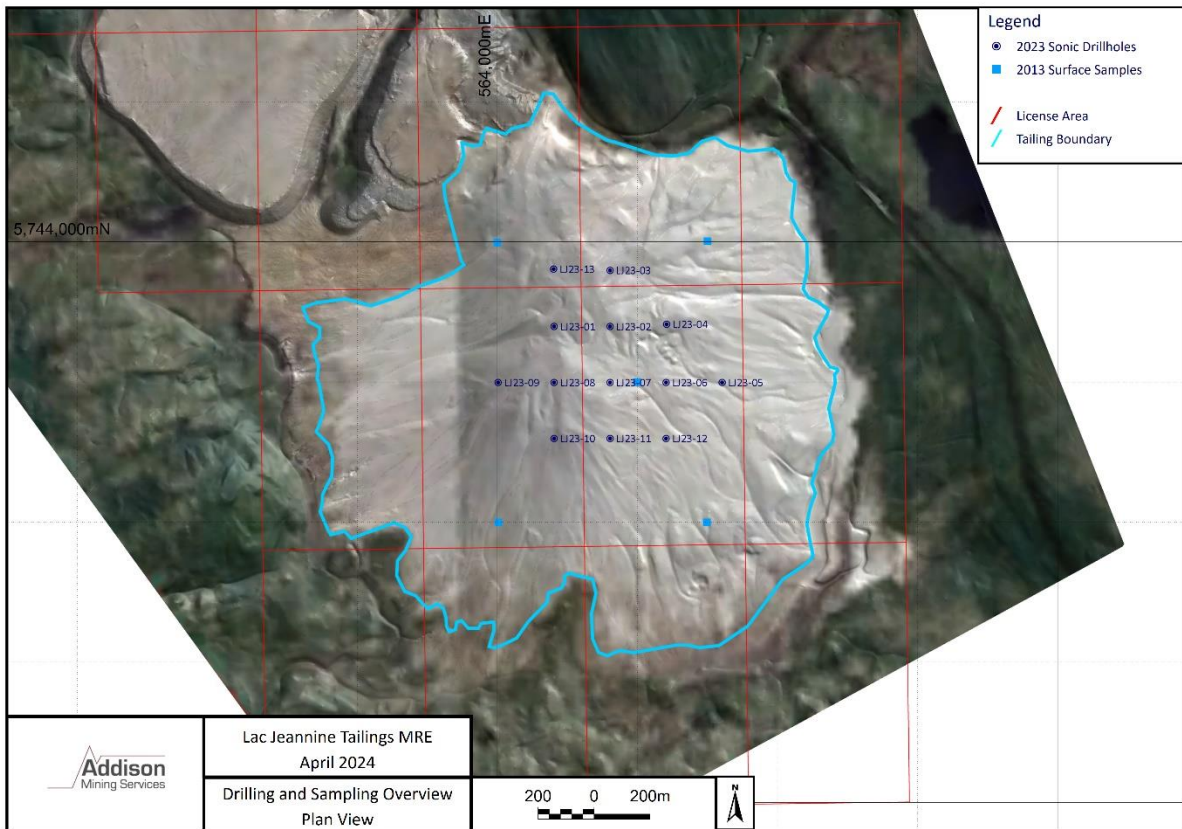 564,000mE
5,744,000mN
Legend
2023 Sonic Drillholes
2013 Surface Samples
License Area
Tailing Boundary
LJ23-13
LJ23-03
LJ23-01
LJ23-02
LJ23-04
LJ23-09
LJ23-08
LJ23-07
LJ23-06
LJ23-05
LJ23-10
LJ23-11
LJ23-12
Addison
Mining Services
Lac Jeannine Tailings MRE
April 2024
Drilling and Sampling Overview
Plan View
200 0 200m
N